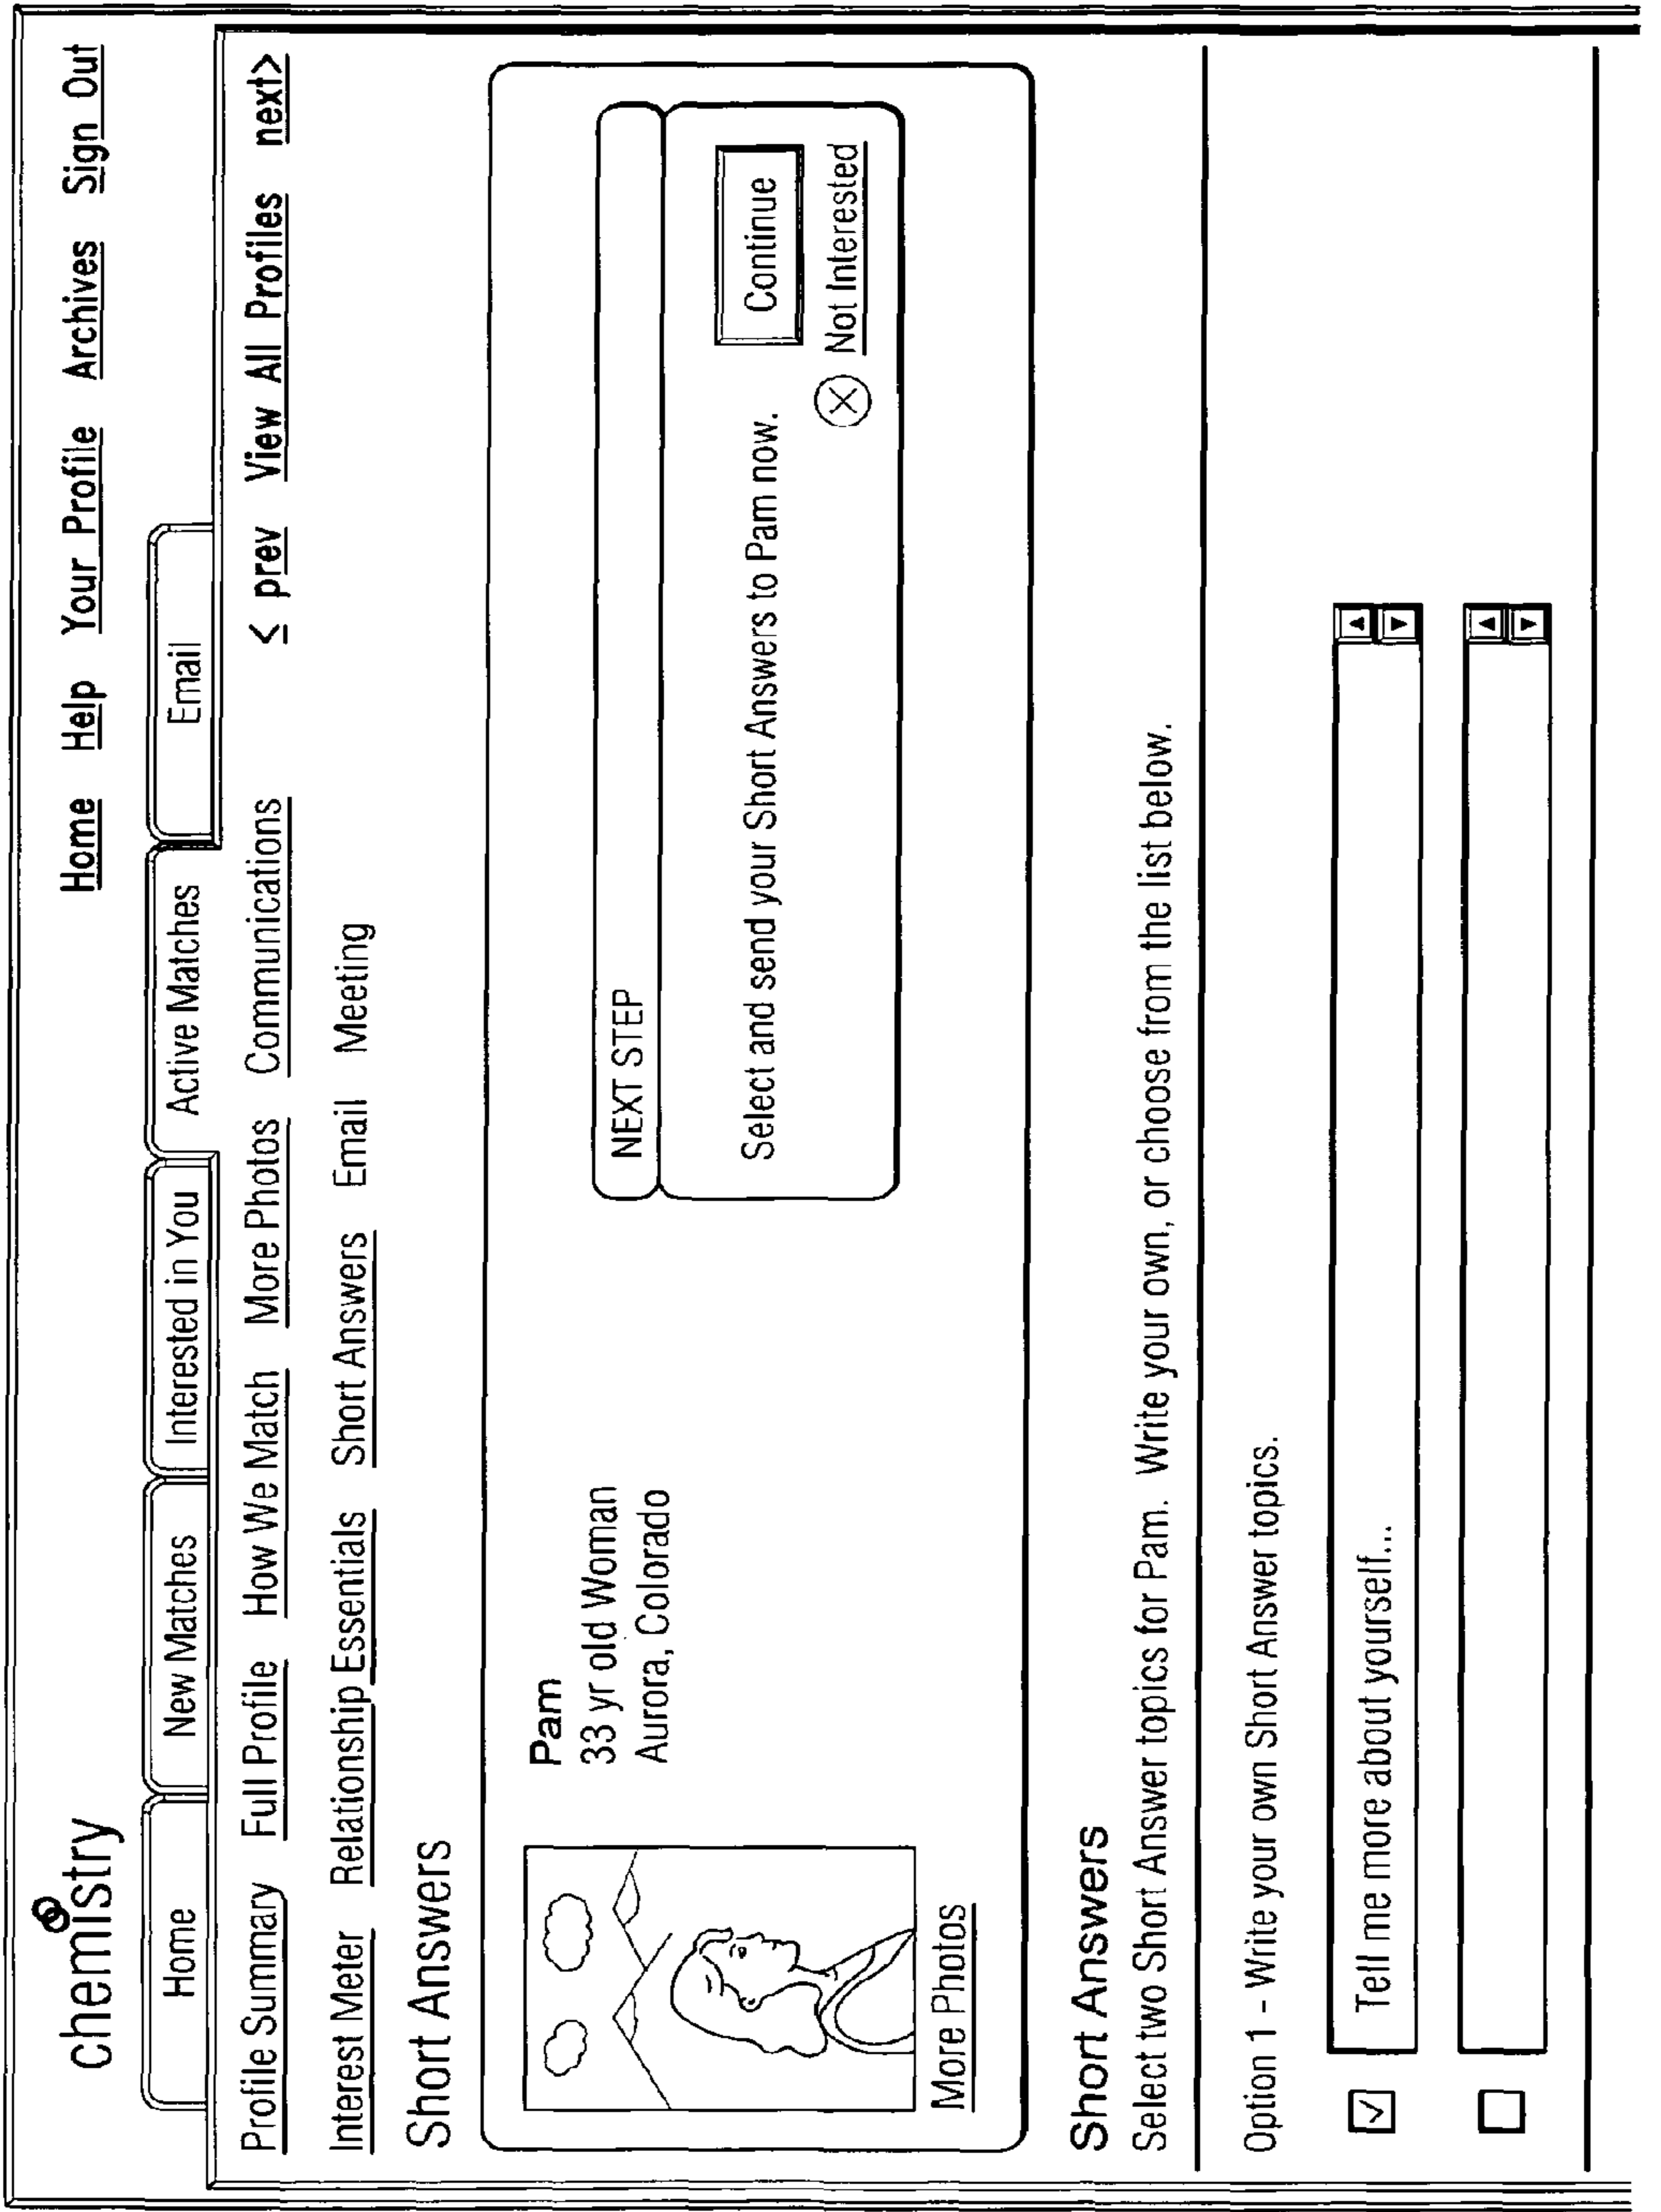 chemistry
Home Help Your Profile Archives Sign Out
Home New Matches Interested in You Active Matches Email
Profile Summary Full Profile How We Match More Photos Communications < prev View All Profiles next>
Interest Meter Relationship Essentials Short Answers Email Meeting
Short Answers
Pam
33 yr old Woman
Aurora, Colorado
More Photos
NEXT STEP
Select and send your Short Answers to Pam now.
Continue
Not Interested
Short Answers
Select two Short Answer topics for Pam. Write your own, or choose from the list below.
Option 1 - Write your own Short Answer topics.
Tell me more about yourself...